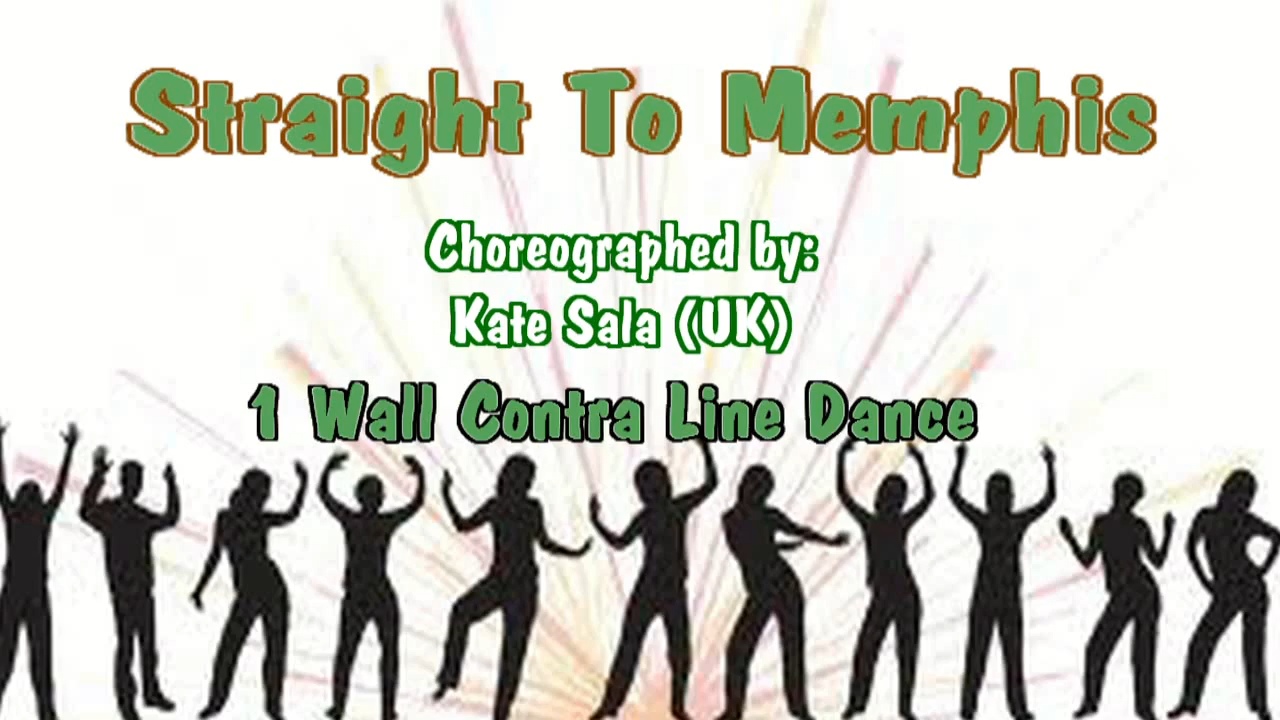 Straight To Memphis
Choreographed by:
Kate Sala (UK)
1 Wall Contra Line Dance